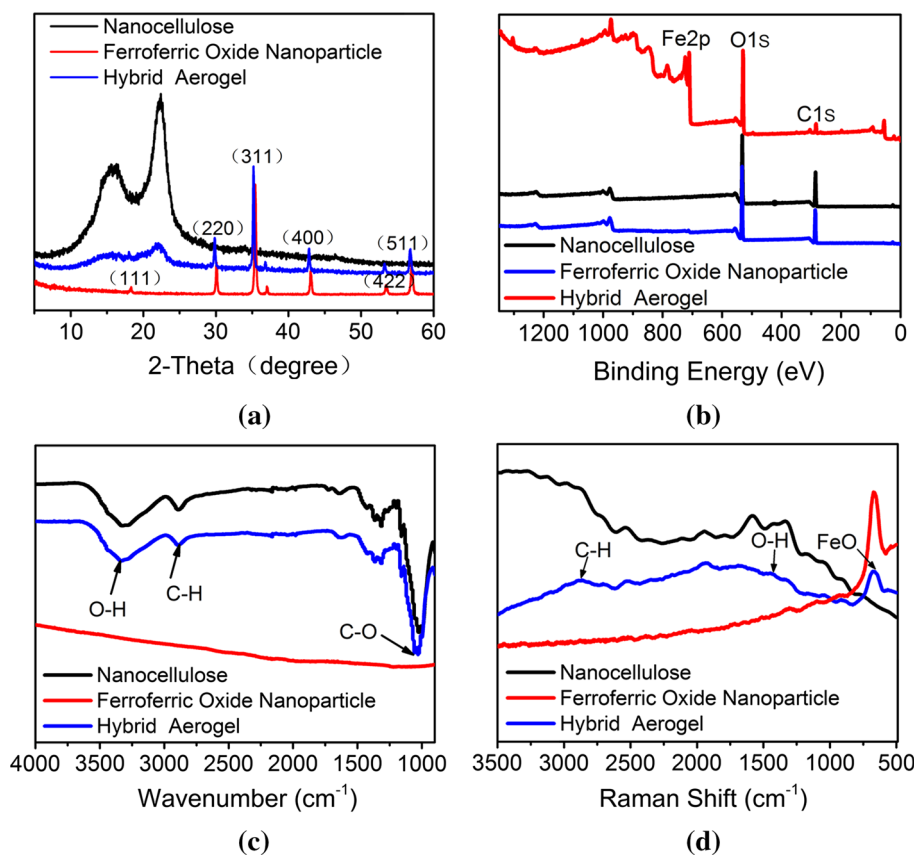 Nanocellulose
Ferroferric Oxide Nanoparticle
Hybrid Aerogel
(311)
(220)
(400)
(511)
(111)
(422)
10 20 30 40 50 60
2-Theta (degree)
(a)
Fe2p
O1s
C1s
Nanocellulose
Ferroferric Oxide Nanoparticle
Hybrid Aerogel
1200 1000 800 600 400 200 0
Binding Energy (eV)
(b)
O-H
C-H
C-O
Nanocellulose
Ferroferric Oxide Nanoparticle
Hybrid Aerogel
4000 3500 3000 2500 2000 1500 1000
Wavenumber (cm⁻¹)
(c)
C-H
O-H
FeO
Nanocellulose
Ferroferric Oxide Nanoparticle
Hybrid Aerogel
3500 3000 2500 2000 1500 1000 500
Raman Shift (cm⁻¹)
(d)